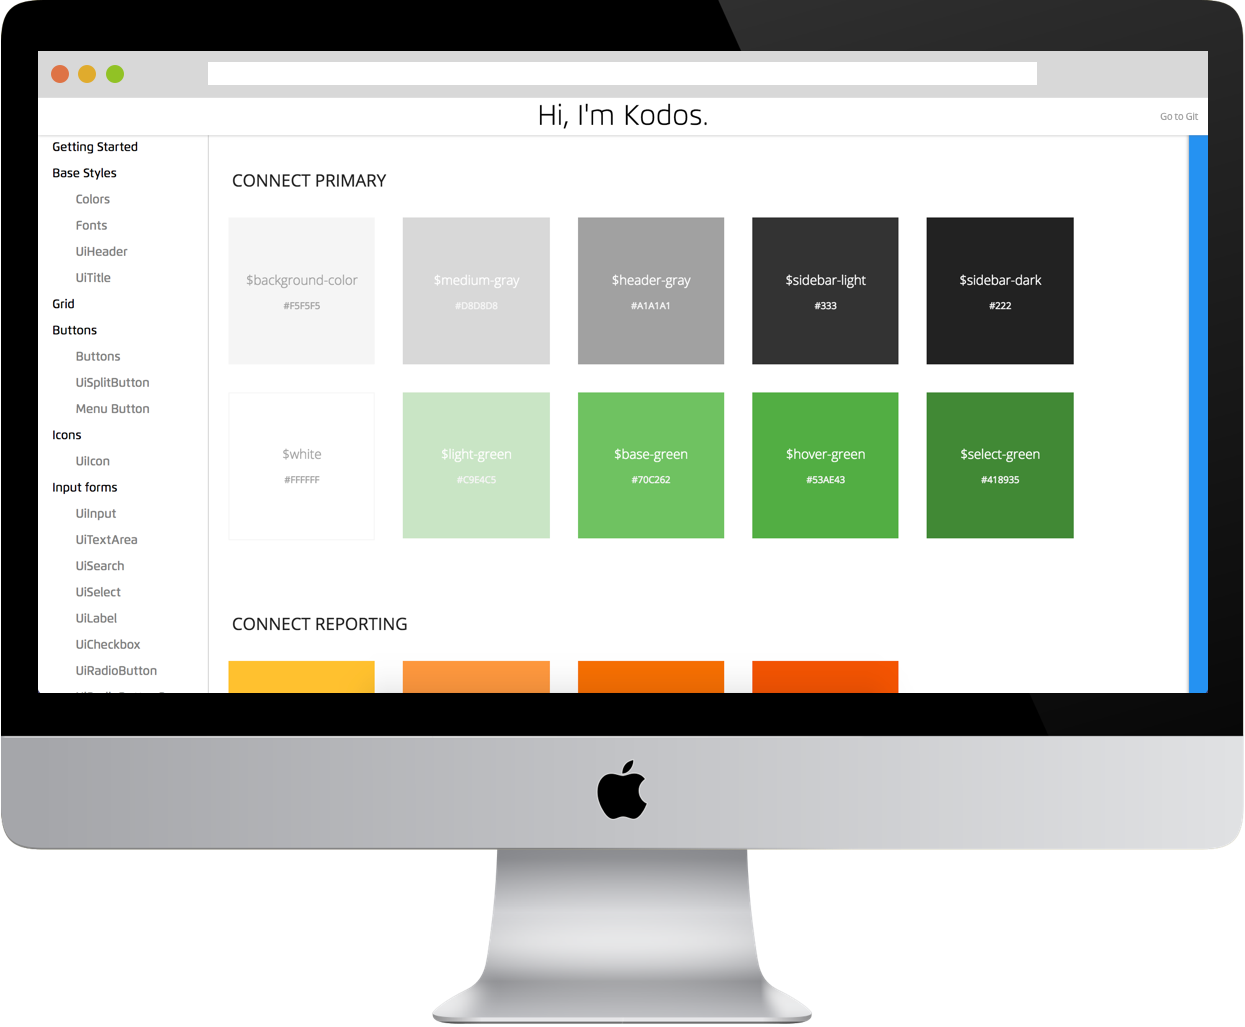 Hi, I'm Kodos.
Go to Git
Getting Started
Base Styles
Colors
Fonts
UiHeader
UiTitle
Grid
Buttons
Buttons
UiSplitButton
Menu Button
Icons
UiIcon
Input forms
UiInput
UiTextArea
UiSearch
UiSelect
UiLabel
UiCheckbox
UiRadioButton
CONNECT PRIMARY
$background-color
#F5F5F5
$medium-gray
#D8D8D8
$header-gray
#A1A1A1
$sidebar-light
#333
$sidebar-dark
#222
$white
#FFFFFF
$light-green
#C9E4C5
$base-green
#70C262
$hover-green
#53AE43
$select-green
#418935
CONNECT REPORTING